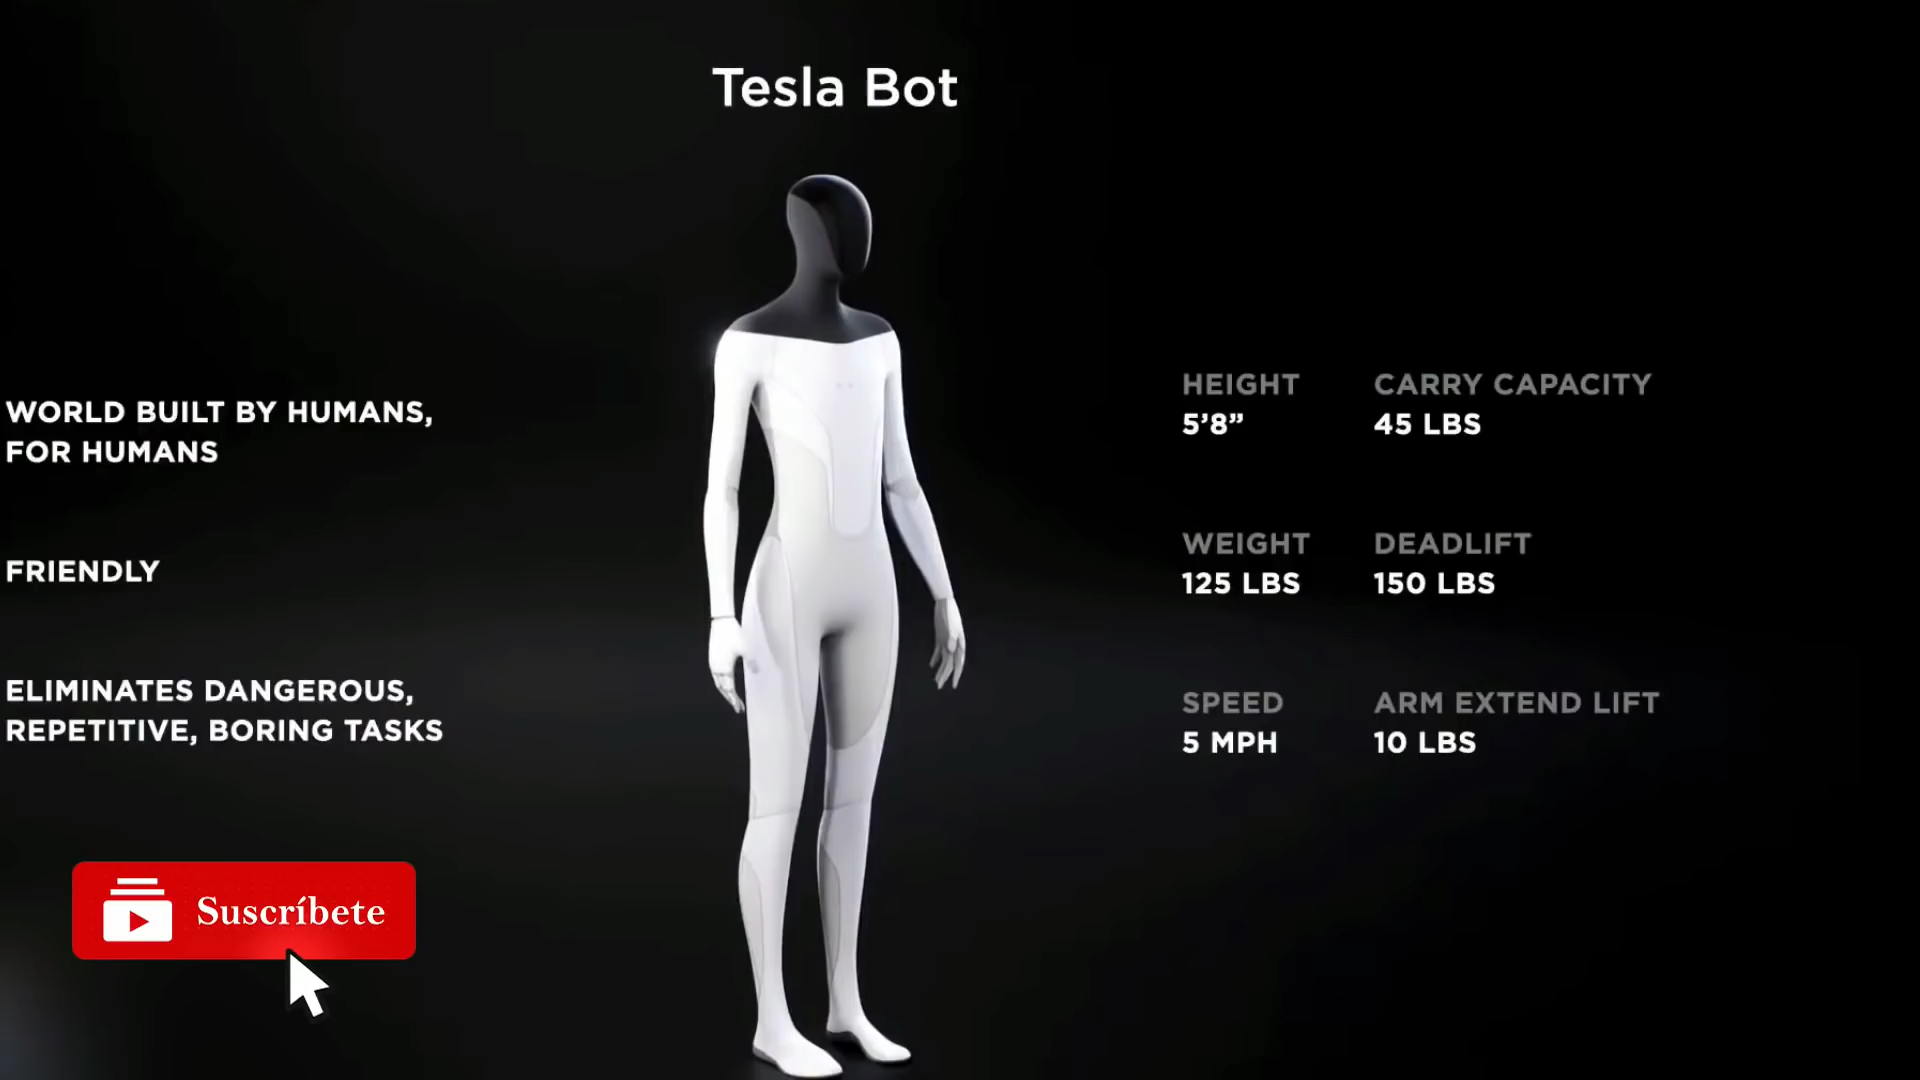 Tesla Bot
WORLD BUILT BY HUMANS,
FOR HUMANS
FRIENDLY
ELIMINATES DANGEROUS,
REPETITIVE, BORING TASKS
HEIGHT
5’8”
CARRY CAPACITY
45 LBS
WEIGHT
125 LBS
DEADLIFT
150 LBS
SPEED
5 MPH
ARM EXTEND LIFT
10 LBS
Suscríbete